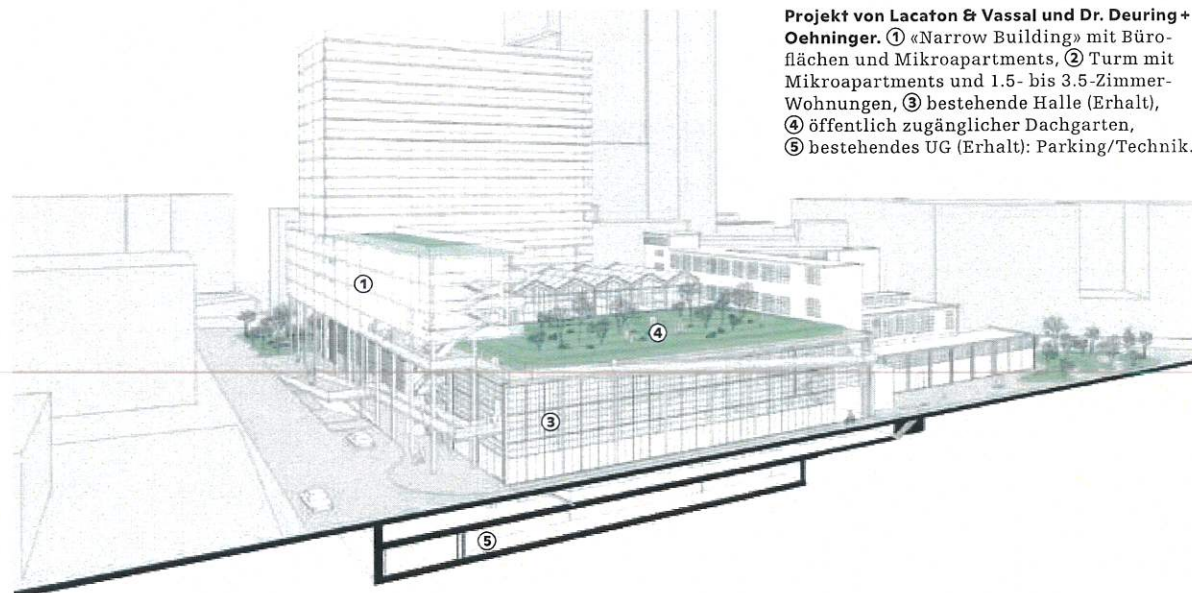 Projekt von Lacaton & Vassal und Dr. Deuring +
Oehninger. ① «Narrow Building» mit Büro-
flächen und Mikroapartments, ② Turm mit
Mikroapartments und 1.5- bis 3.5-Zimmer-
Wohnungen, ③ bestehende Halle (Erhalt),
④ öffentlich zugänglicher Dachgarten,
⑤ bestehendes UG (Erhalt): Parking/Technik.
①
④
③
⑤